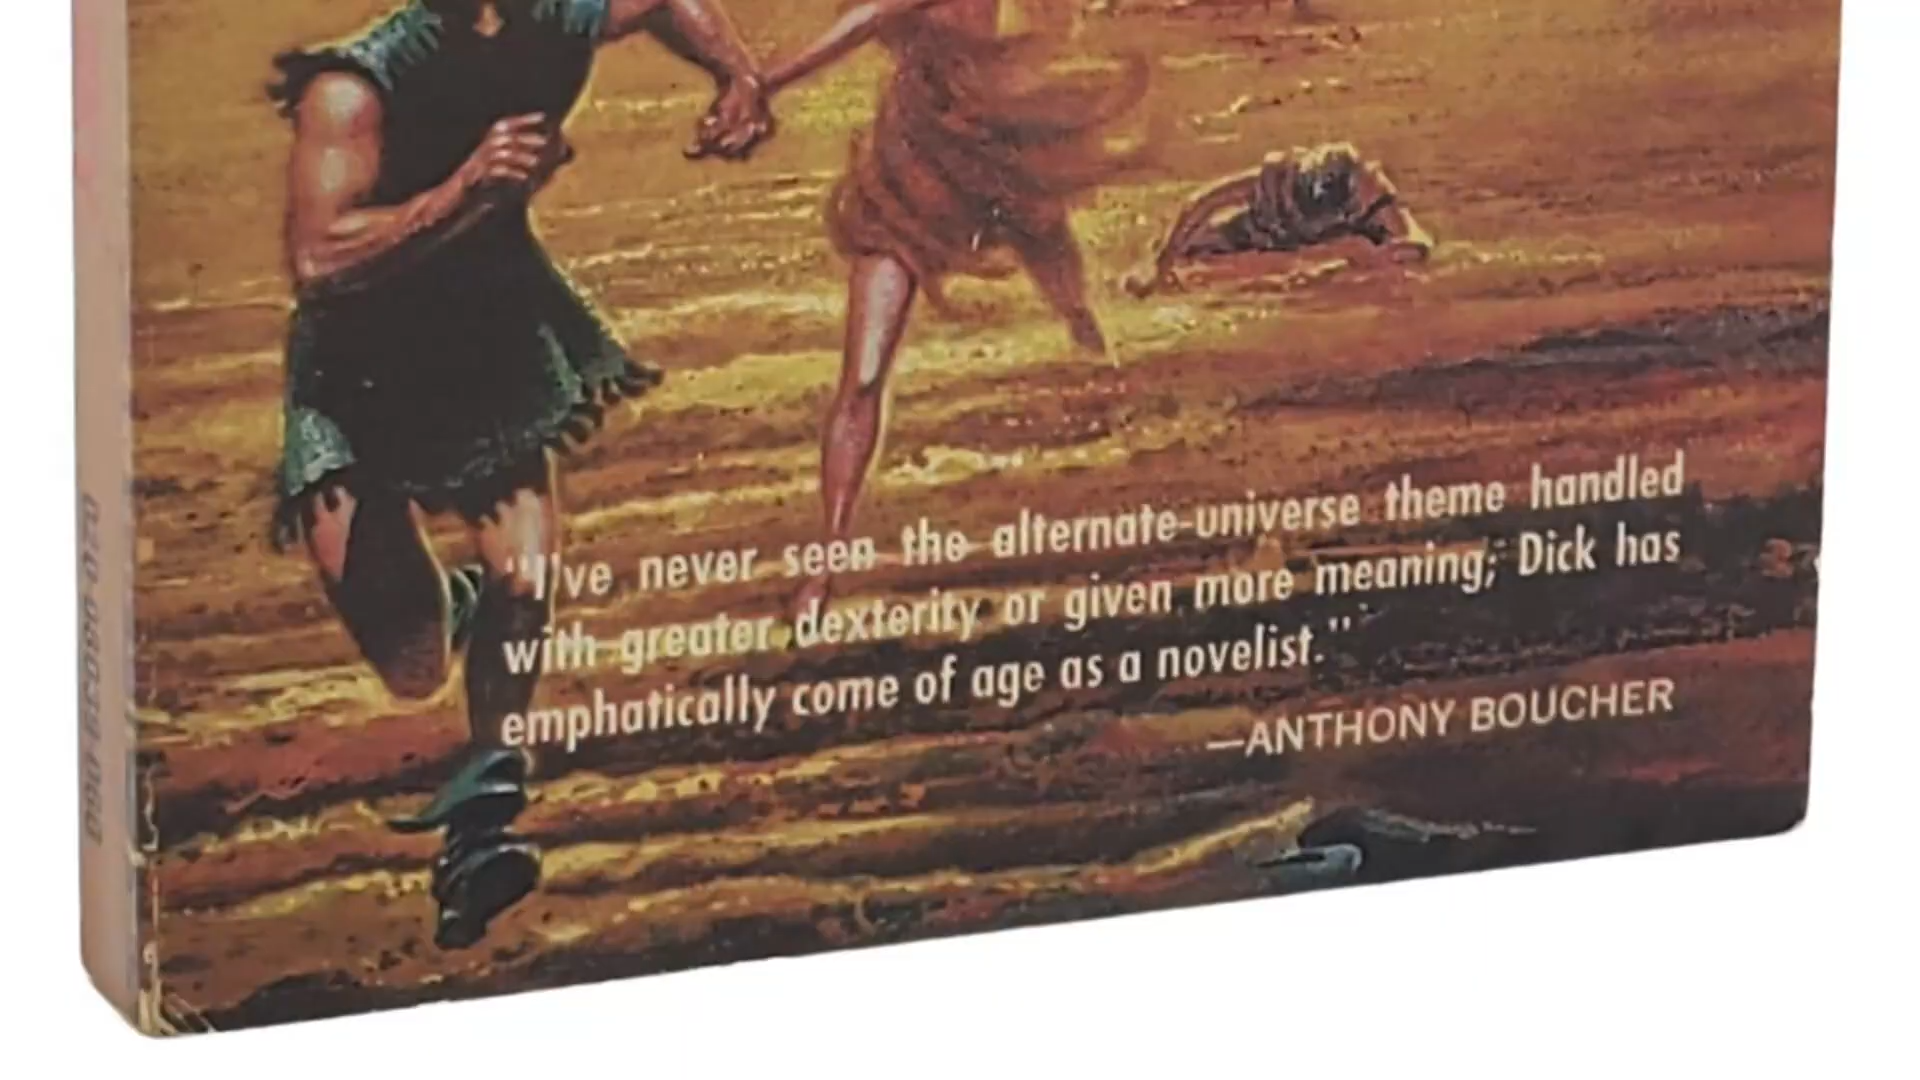 "I've never seen the alternate-universe theme handled
with greater dexterity or given more meaning; Dick has
emphatically come of age as a novelist."
—ANTHONY BOUCHER